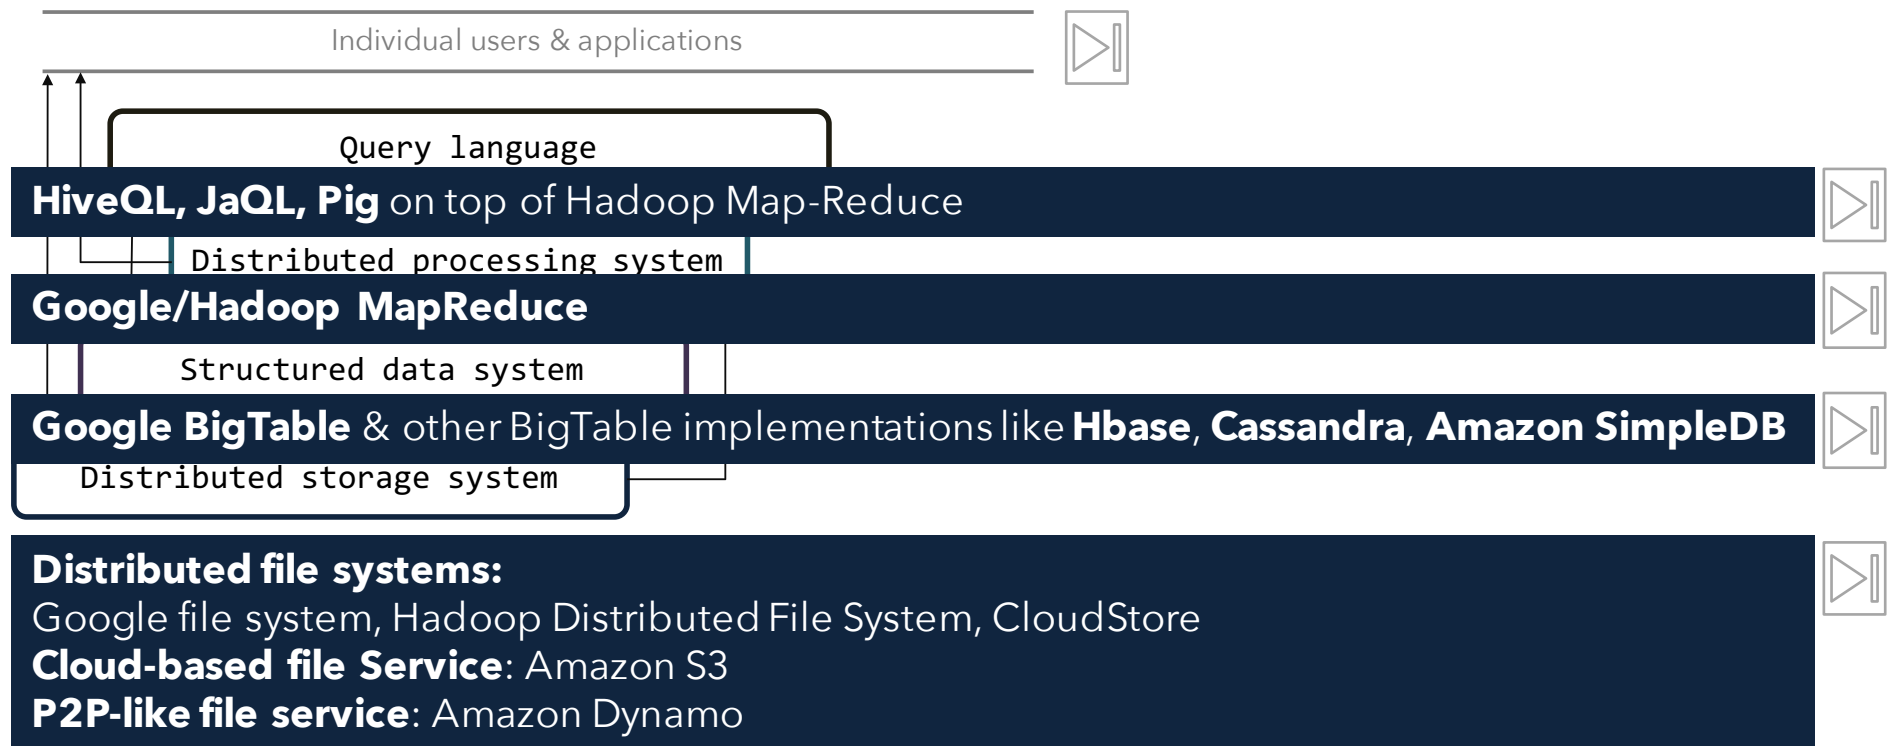 Individual users & applications
Query language
HiveQL, JaQL, Pig on top of Hadoop Map-Reduce
Distributed processing system
Google/Hadoop MapReduce
Structured data system
Google BigTable & other BigTable implementations like Hbase, Cassandra, Amazon SimpleDB
Distributed storage system
Distributed file systems:
Google file system, Hadoop Distributed File System, CloudStore
Cloud-based file Service: Amazon S3
P2P-like file service: Amazon Dynamo